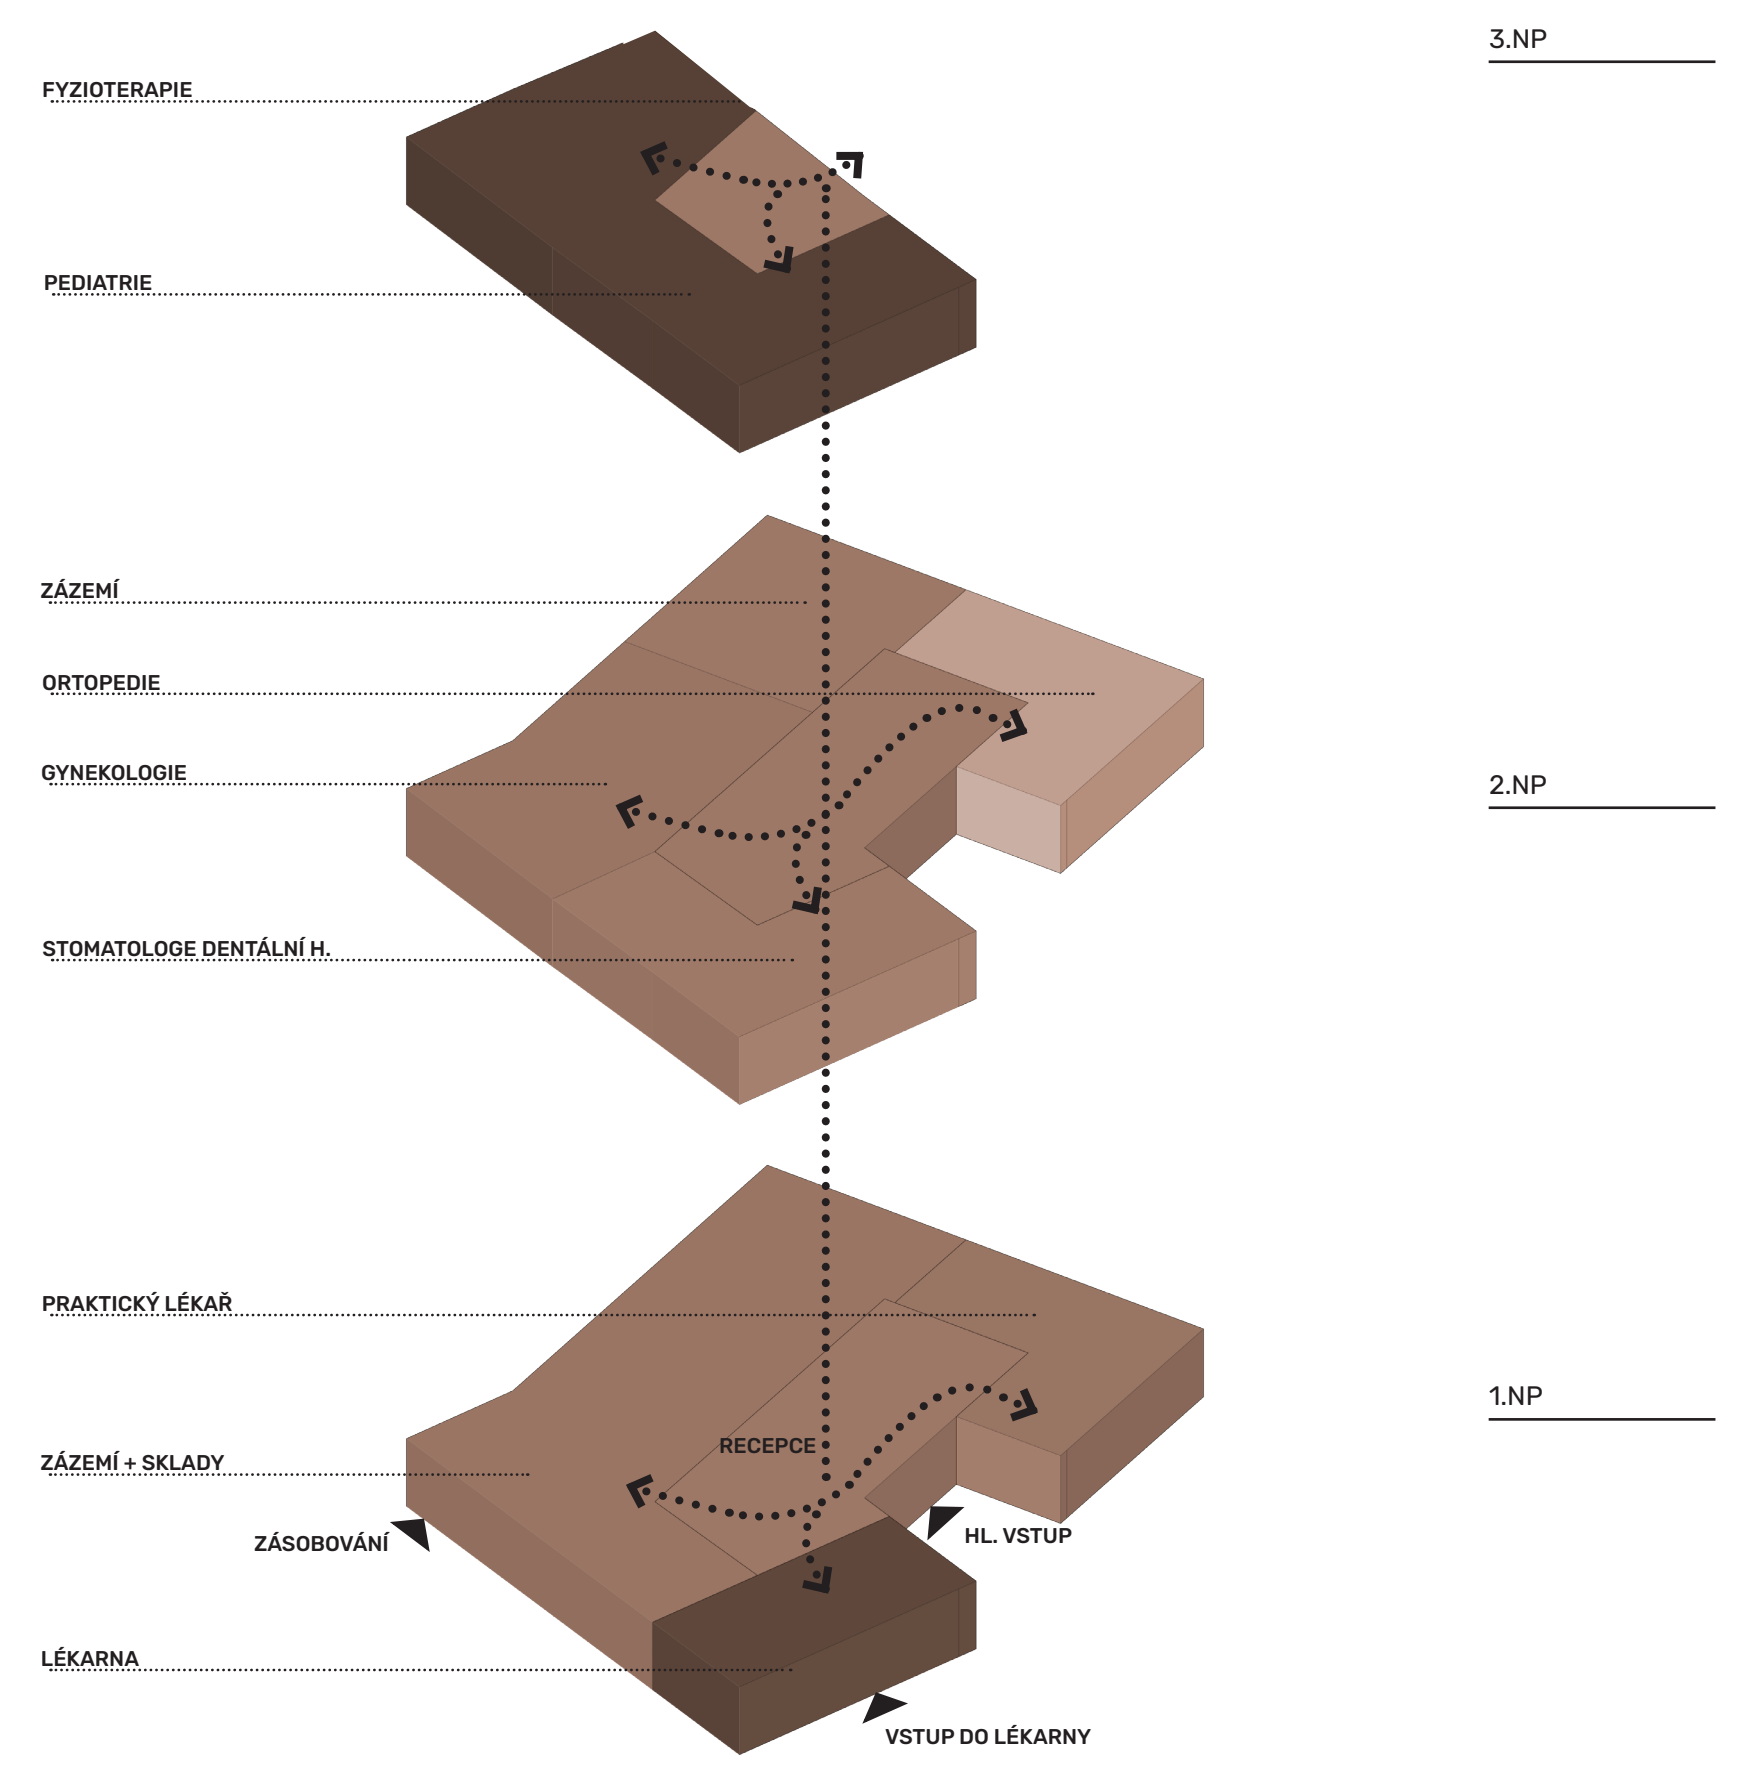 3.NP
FYZIOTERAPIE
PEDIATRIE
ZÁZEMÍ
ORTOPEDIE
GYNEKOLOGIE
2.NP
STOMATOLOGE DENTÁLNÍ H.
PRAKTICKÝ LÉKAŘ
1.NP
RECEPCE
ZÁZEMÍ + SKLADY
ZÁSOBOVÁNÍ
HL. VSTUP
LÉKARNA
VSTUP DO LÉKARNY